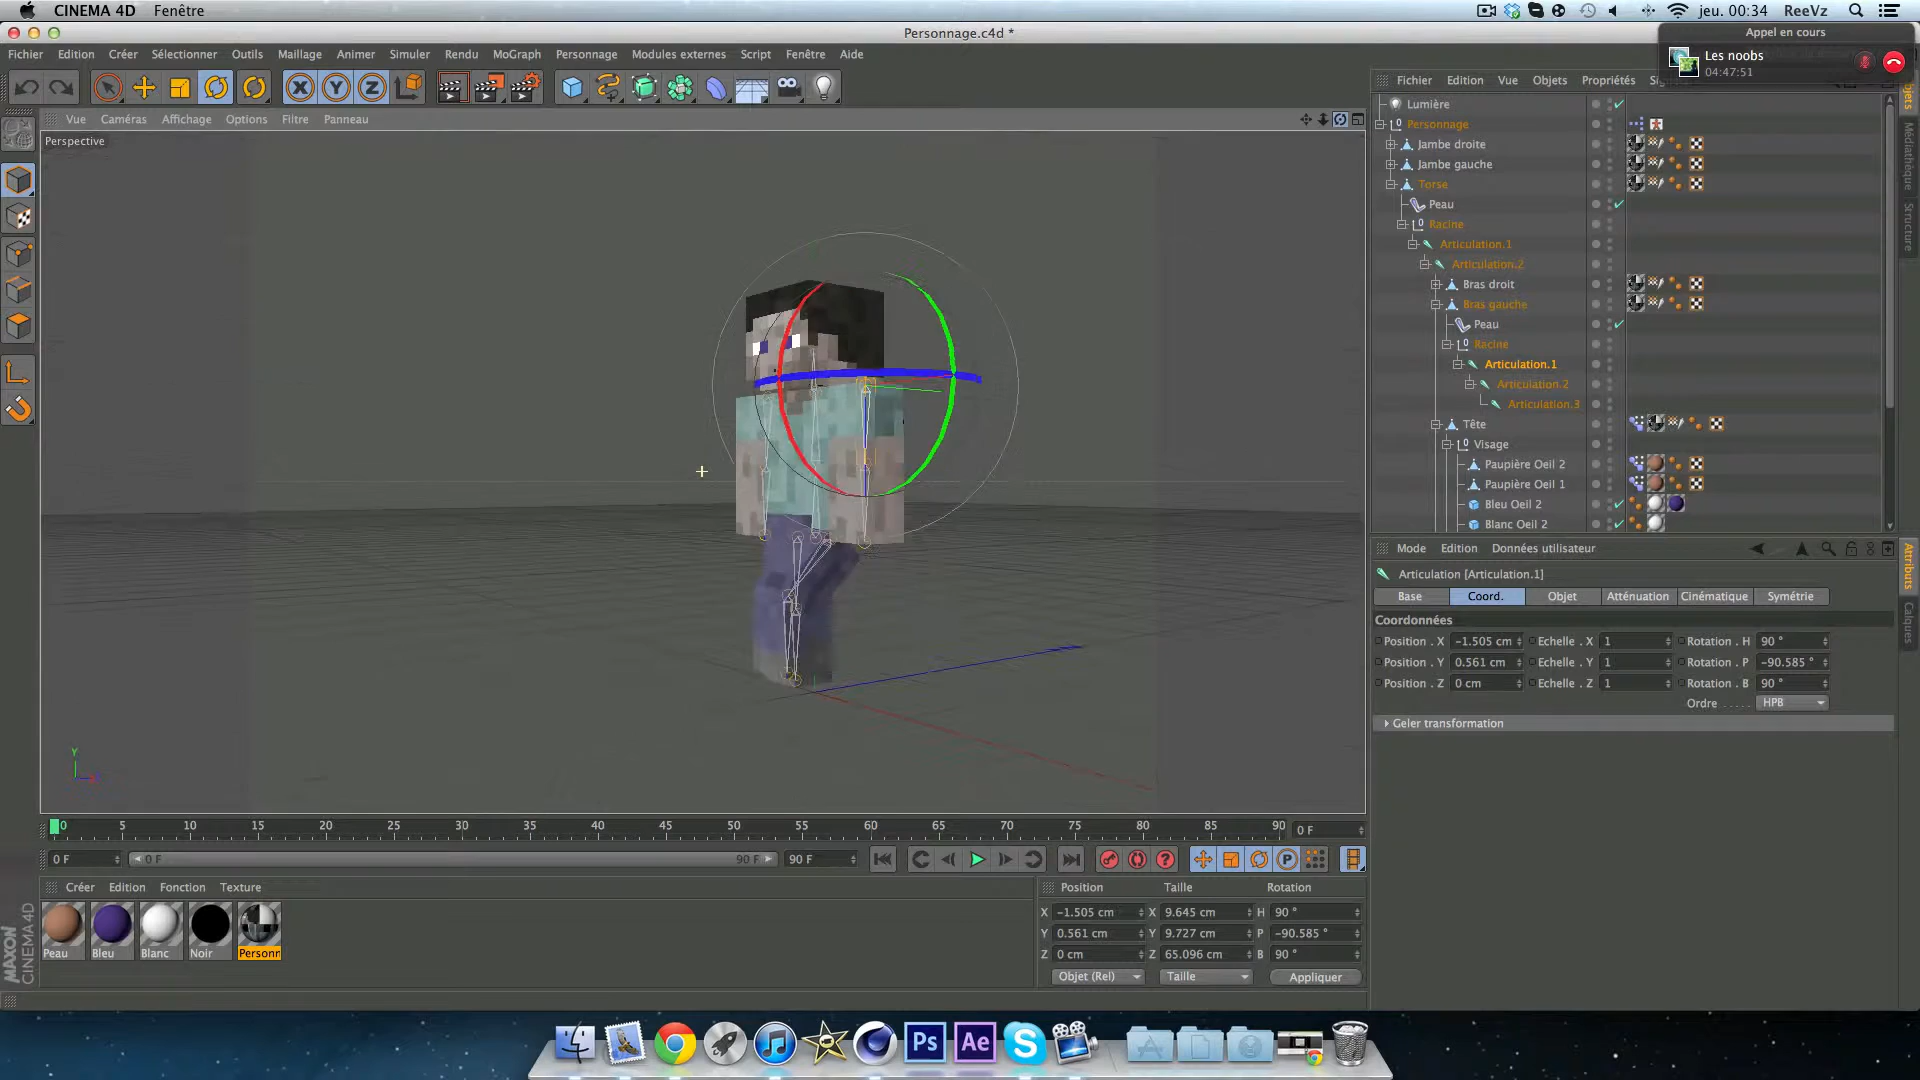 CINEMA 4D Fenêtre
jeu. 00:34 ReeVz
Personnage.c4d *
Appel en cours
Les noobs
04:47:51
Fichier Edition Créer Sélectionner Outils Maillage Animer Simuler Rendu MoGraph Personnage Modules externes Script Fenêtre Aide
X Y Z
Vue Caméras Affichage Options Filtre Panneau
Perspective
Y
Fichier Edition Vue Objets Propriétés
Lumière
Personnage
Jambe droite
Jambe gauche
Torse
Peau
Racine
Articulation.1
Articulation.2
Bras droit
Bras gauche
Peau
Racine
Articulation.1
Articulation.2
Articulation.3
Tête
Visage
Paupière Oeil 2
Paupière Oeil 1
Bleu Oeil 2
Blanc Oeil 2
Médiathèque
Structure
Mode Edition Données utilisateur
Articulation [Articulation.1]
Base Coord. Objet Atténuation Cinématique Symétrie
Coordonnées
Position . X -1.505 cm Echelle . X 1 Rotation . H 90 °
Position . Y 0.561 cm Echelle . Y 1 Rotation . P -90.585 °
Position . Z 0 cm Echelle . Z 1 Rotation . B 90 °
Ordre ..... HPB
Geler transformation
Attributs
Calques
0 5 10 15 20 25 30 35 40 45 50 55 60 65 70 75 80 85 90 0 F
0 F 0 F 90 F 90 F
Créer Edition Fonction Texture
Peau Bleu Blanc Noir Personn
MAXON
CINEMA 4D
Position Taille Rotation
X -1.505 cm X 9.645 cm H 90 °
Y 0.561 cm Y 9.727 cm P -90.585 °
Z 0 cm Z 65.096 cm B 90 °
Objet (Rel) Taille Appliquer
Ps Ae